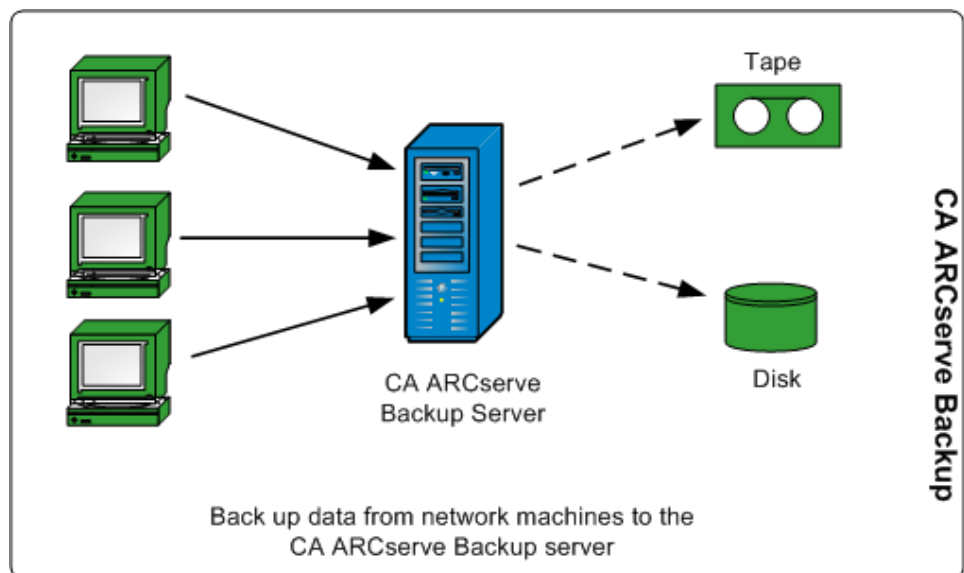 Tape
CA ARCserve
Backup Server
Disk
CA ARCserve Backup
Back up data from network machines to the
CA ARCserve Backup server